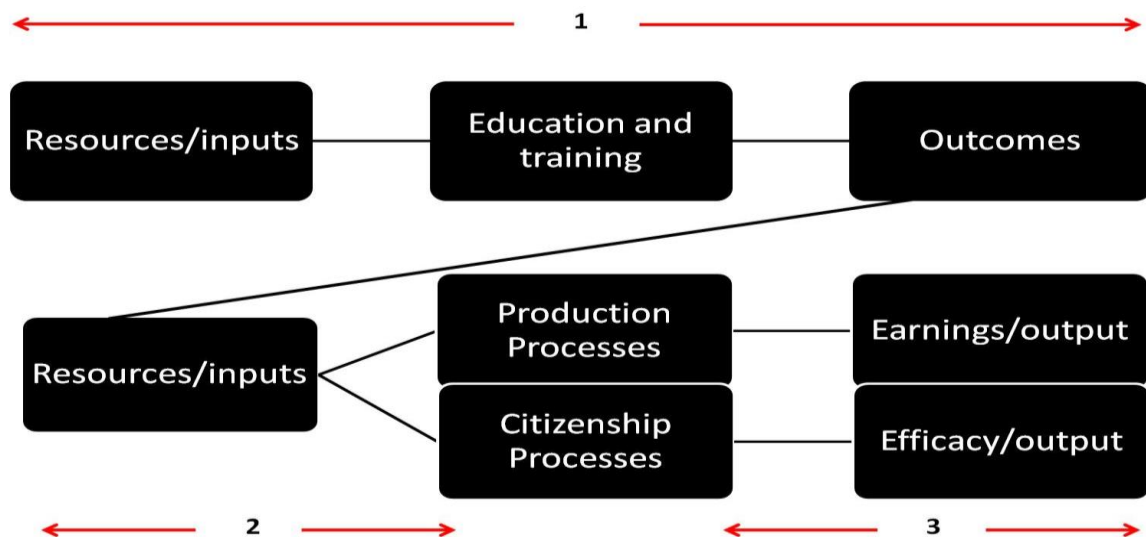 1
Resources/inputs
Education and
training
Outcomes
Resources/inputs
Production
Processes
Earnings/output
Citizenship
Processes
Efficacy/output
2
3